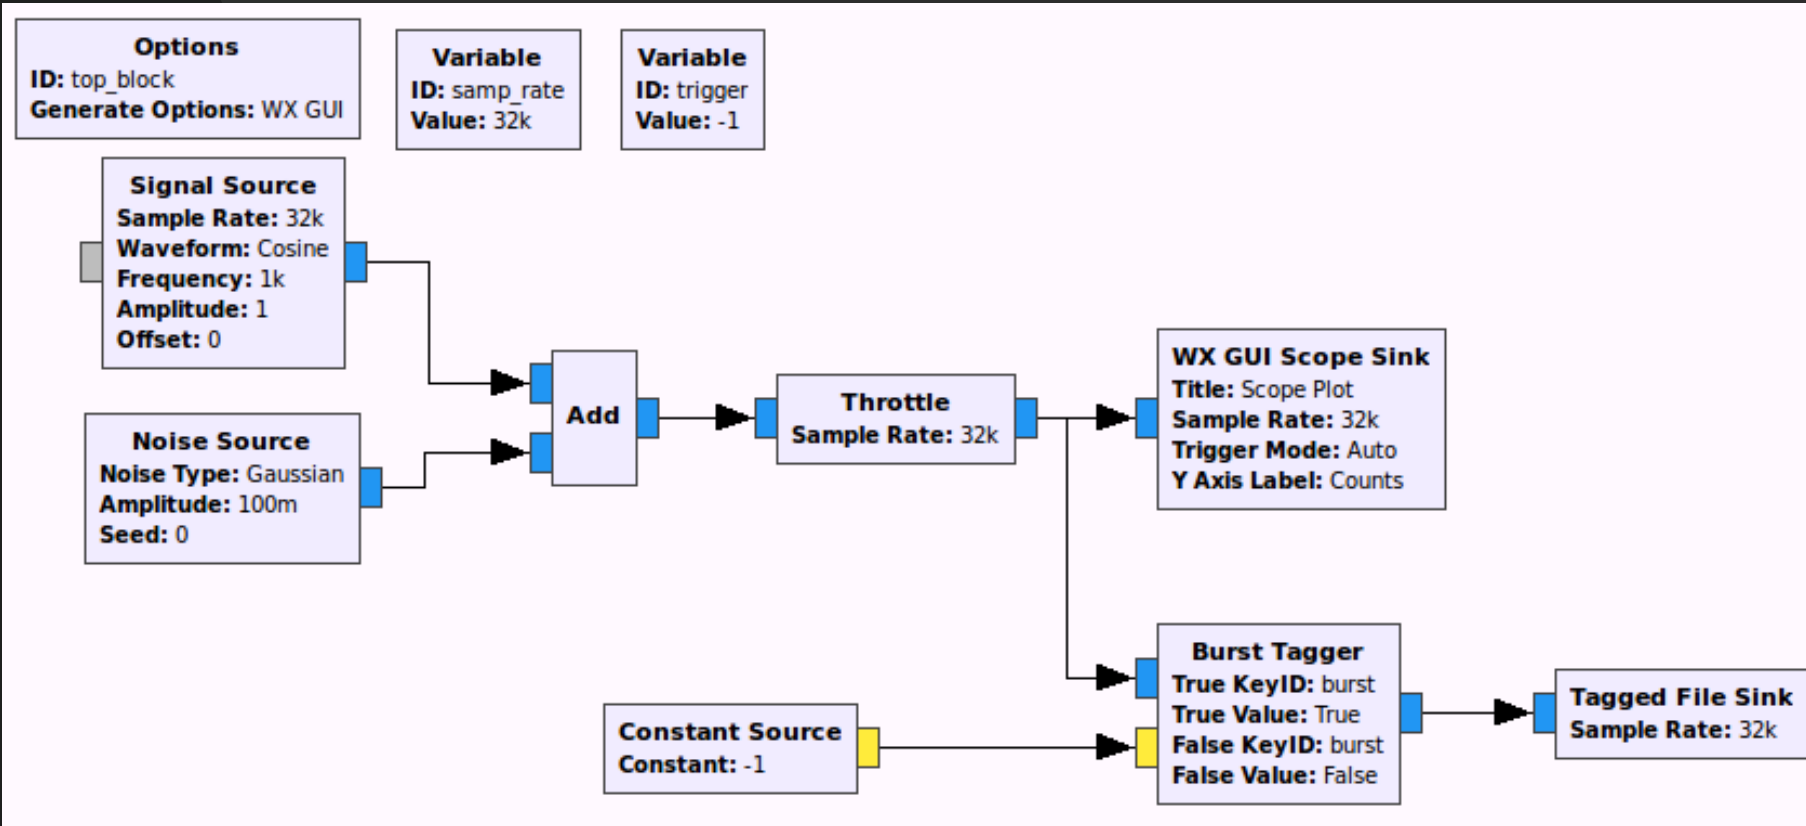 Options
ID: top_block
Generate Options: WX GUI
Variable
ID: samp_rate
Value: 32k
Variable
ID: trigger
Value: -1
Signal Source
Sample Rate: 32k
Waveform: Cosine
Frequency: 1k
Amplitude: 1
Offset: 0
Noise Source
Noise Type: Gaussian
Amplitude: 100m
Seed: 0
Add
Throttle
Sample Rate: 32k
WX GUI Scope Sink
Title: Scope Plot
Sample Rate: 32k
Trigger Mode: Auto
Y Axis Label: Counts
Constant Source
Constant: -1
Burst Tagger
True KeyID: burst
True Value: True
False KeyID: burst
False Value: False
Tagged File Sink
Sample Rate: 32k